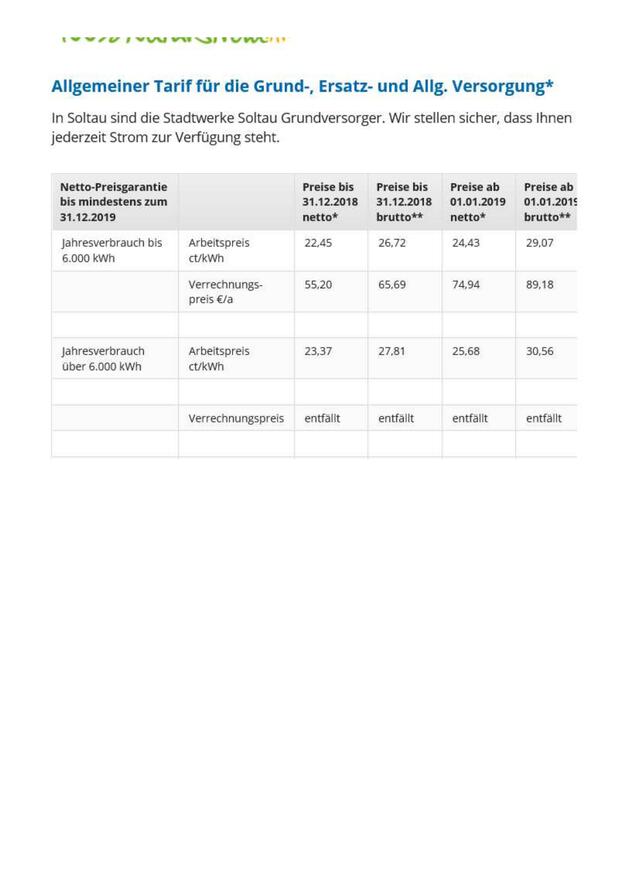 Allgemeiner Tarif für die Grund-, Ersatz- und Allg. Versorgung*
In Soltau sind die Stadtwerke Soltau Grundversorger. Wir stellen sicher, dass Ihnen
jederzeit Strom zur Verfügung steht.
Netto-Preisgarantie
bis mindestens zum
31.12.2019
Preise bis
31.12.2018
netto*
Preise bis
31.12.2018
brutto**
Preise ab
01.01.2019
netto*
Preise ab
01.01.2019
brutto**
Jahresverbrauch bis
6.000 kWh
Arbeitspreis
ct/kWh
22,45
26,72
24,43
29,07
Verrechnungs-
preis €/a
55,20
65,69
74,94
89,18
Jahresverbrauch
über 6.000 kWh
Arbeitspreis
ct/kWh
23,37
27,81
25,68
30,56
Verrechnungspreis
entfällt
entfällt
entfällt
entfällt